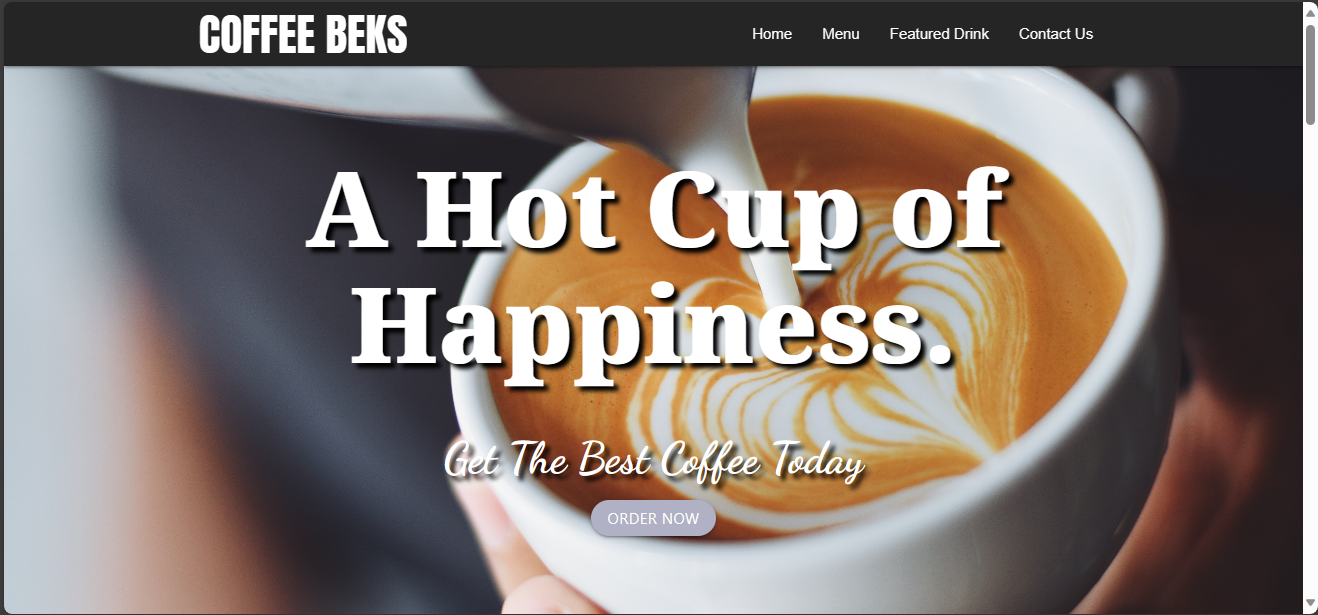 COFFEE BEKS
Home Menu Featured Drink Contact Us
A Hot Cup of
Happiness.
Get The Best Coffee Today
ORDER NOW